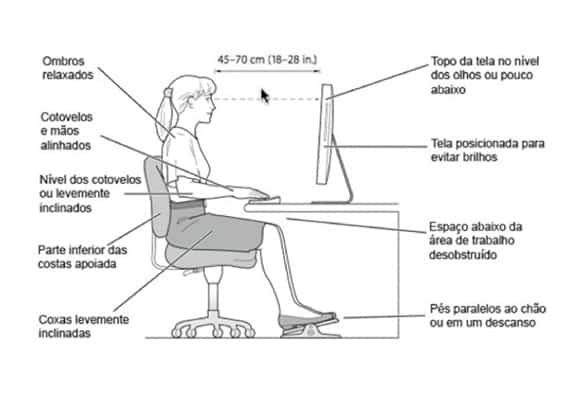 45–70 cm (18–28 in.)
Ombros
relaxados
Cotovelos
e mãos
alinhados
Nível dos cotovelos
ou levemente
inclinados
Parte inferior das
costas apoiada
Coxas levemente
inclinadas
Topo da tela no nível
dos olhos ou pouco
abaixo
Tela posicionada para
evitar brilhos
Espaço abaixo da
área de trabalho
desobstruído
Pés paralelos ao chão
ou em um descanso